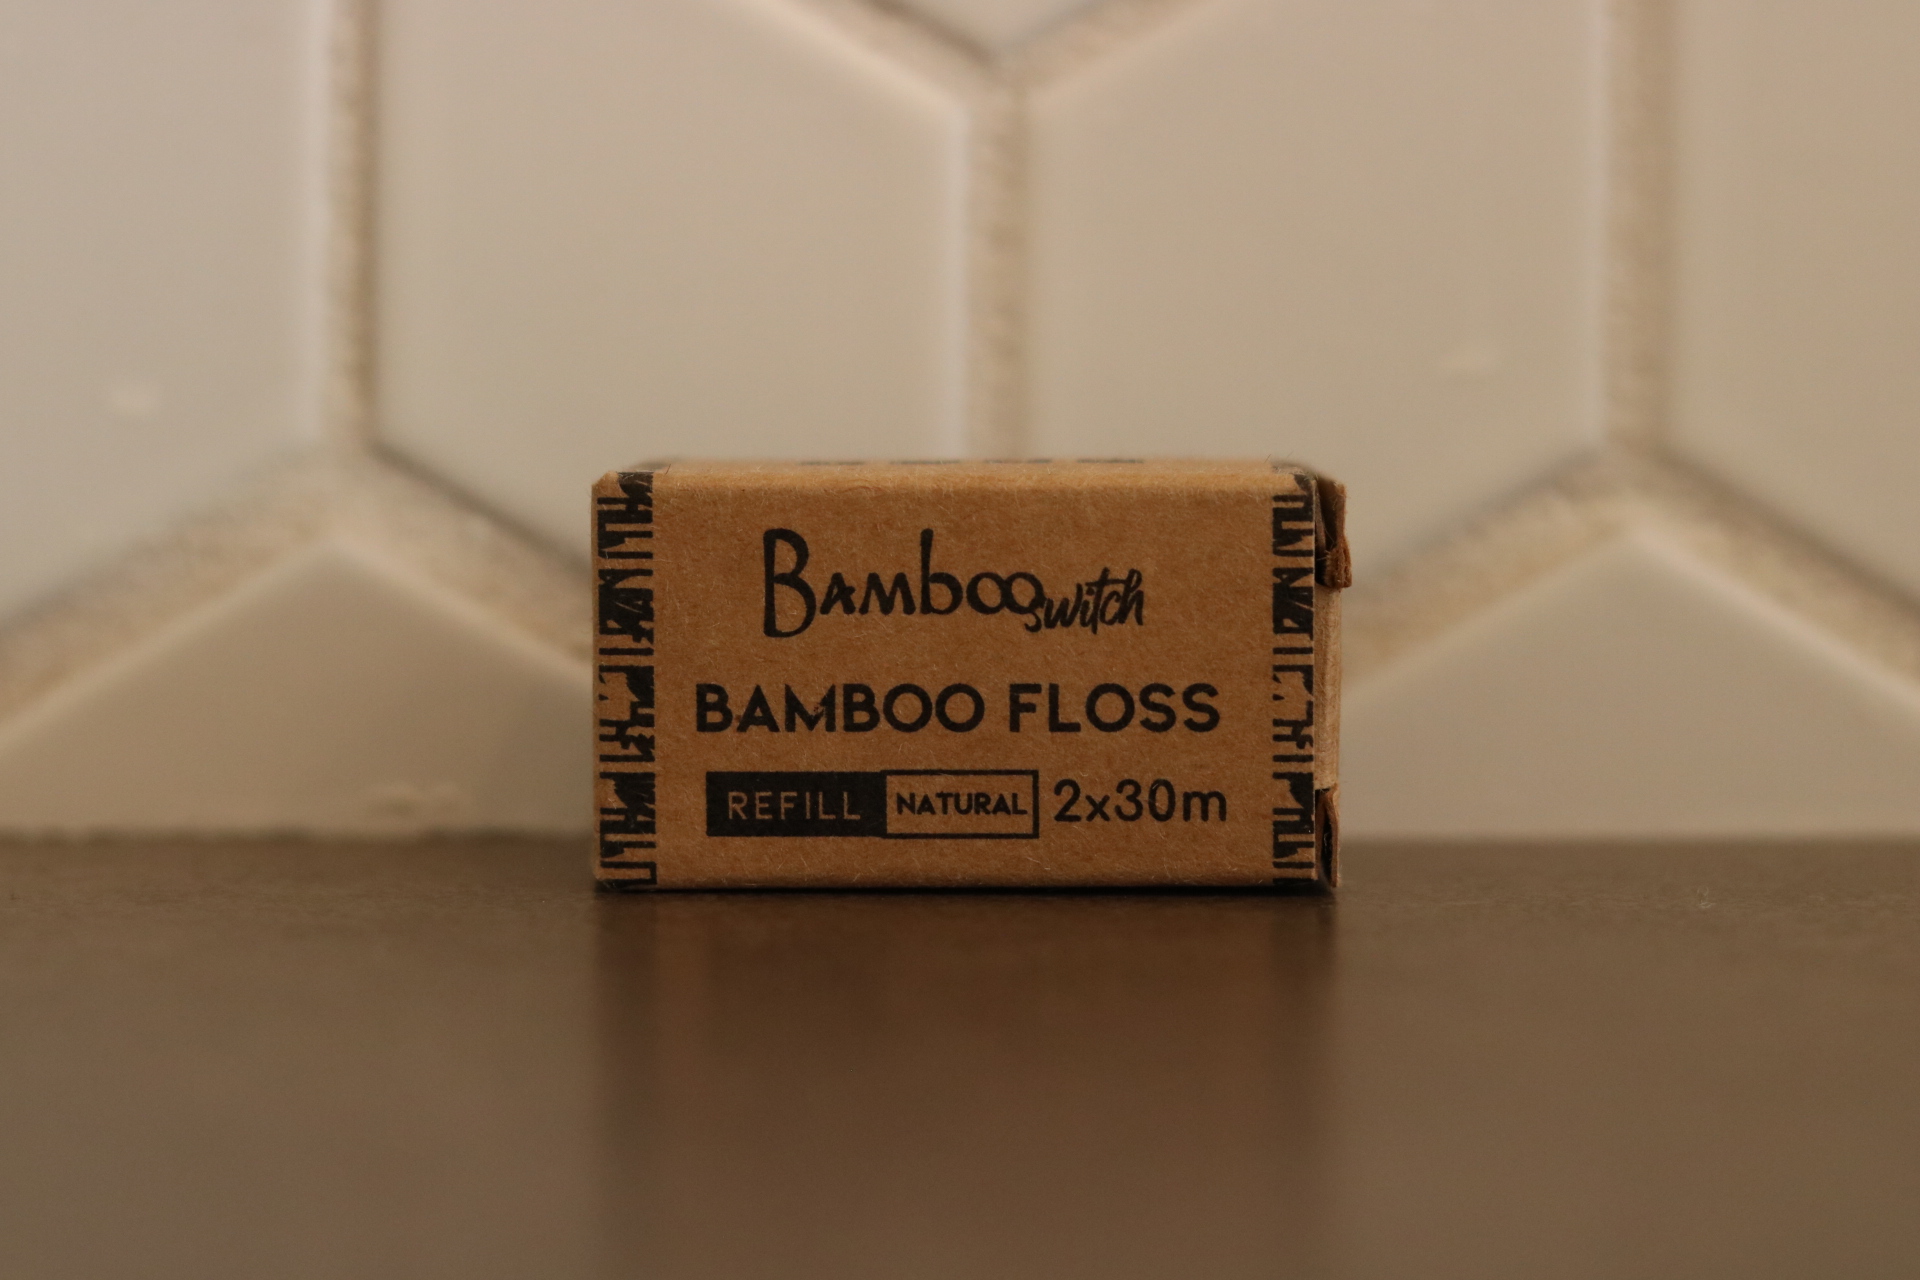 Bamboo switch
BAMBOO FLOSS
REFILL NATURAL 2x30m